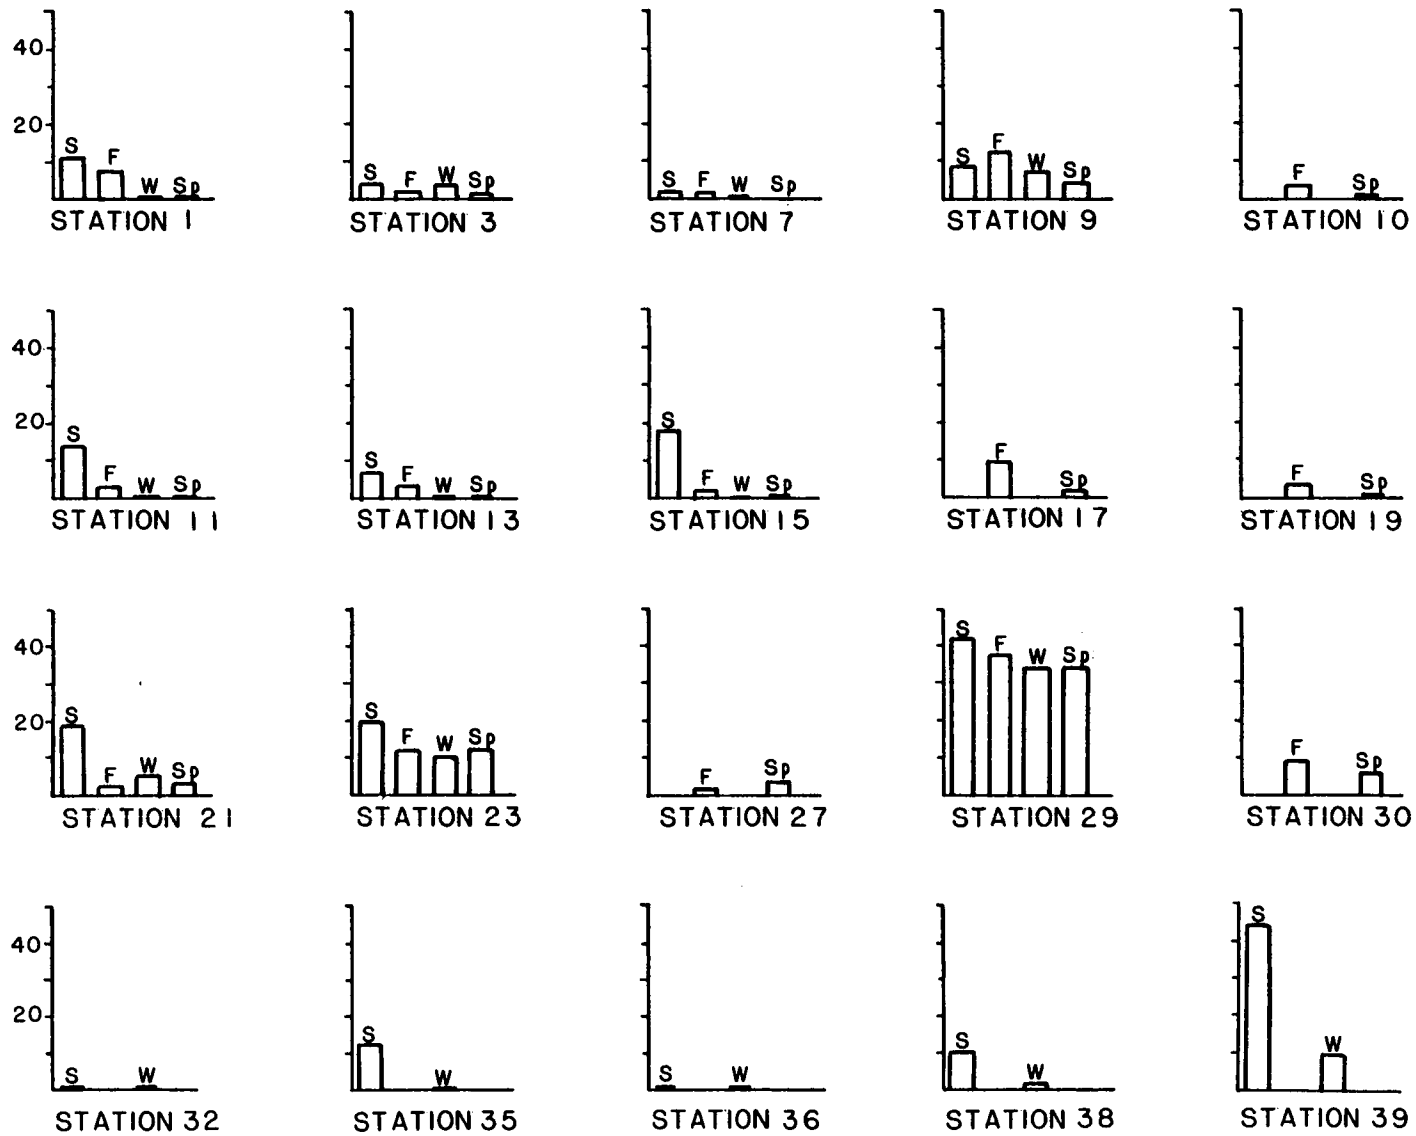 40
20
S F W Sp
STATION 1
S F W Sp
STATION 3
S F W Sp
STATION 7
S F W Sp
STATION 9
F Sp
STATION 10
40
20
S F W Sp
STATION 11
S F W Sp
STATION 13
S F W Sp
STATION 15
F Sp
STATION 17
F Sp
STATION 19
40
20
S F W Sp
STATION 21
S F W Sp
STATION 23
F Sp
STATION 27
S F W Sp
STATION 29
F Sp
STATION 30
40
20
S W
STATION 32
S W
STATION 35
S W
STATION 36
S W
STATION 38
S W
STATION 39